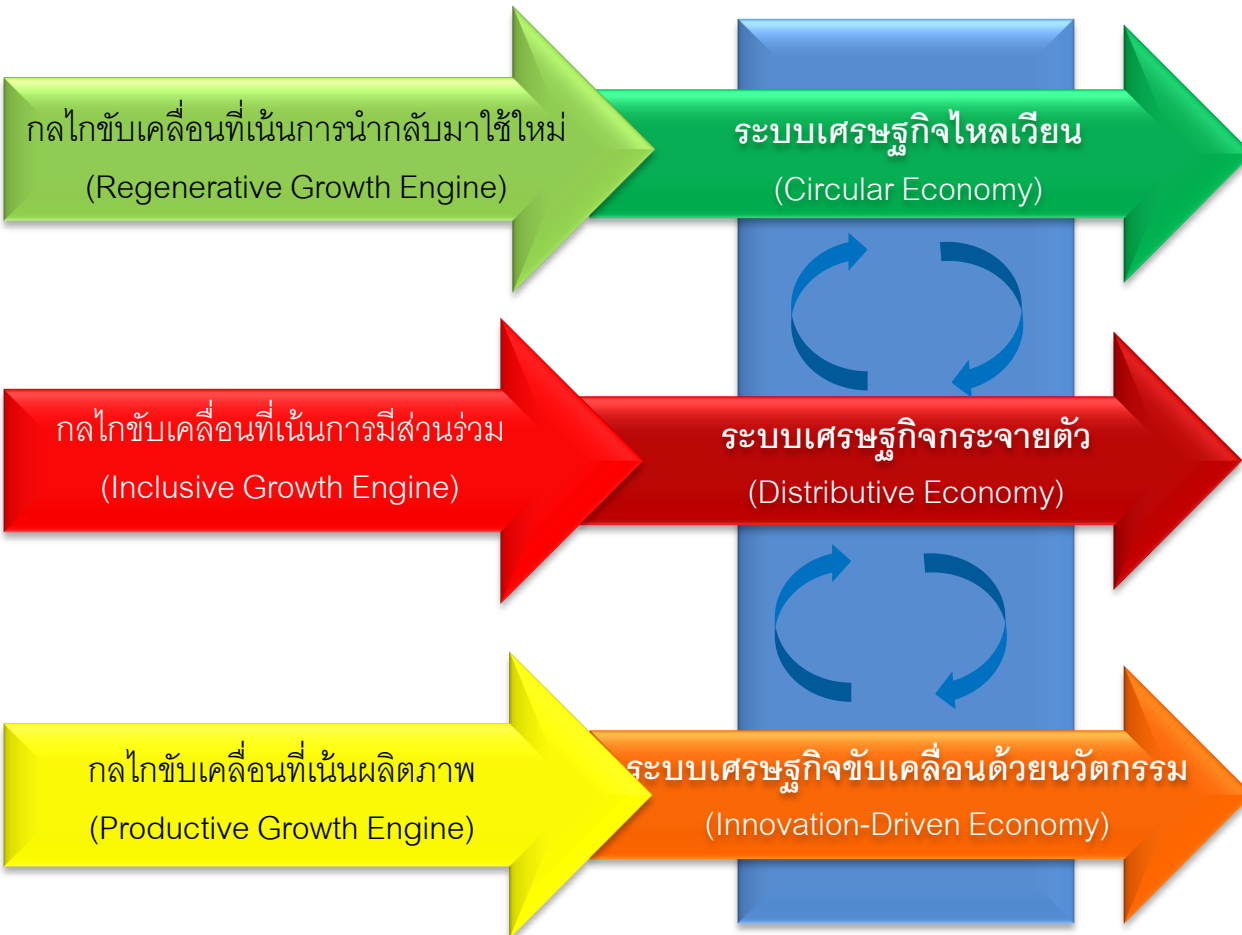 กลไกขับเคลื่อนที่เน้นการนำกลับมาใช้ใหม่
(Regenerative Growth Engine)
ระบบเศรษฐกิจไหลเวียน
(Circular Economy)
กลไกขับเคลื่อนที่เน้นการมีส่วนร่วม
(Inclusive Growth Engine)
ระบบเศรษฐกิจกระจายตัว
(Distributive Economy)
กลไกขับเคลื่อนที่เน้นผลิตภาพ
(Productive Growth Engine)
ระบบเศรษฐกิจขับเคลื่อนด้วยนวัตกรรม
(Innovation-Driven Economy)